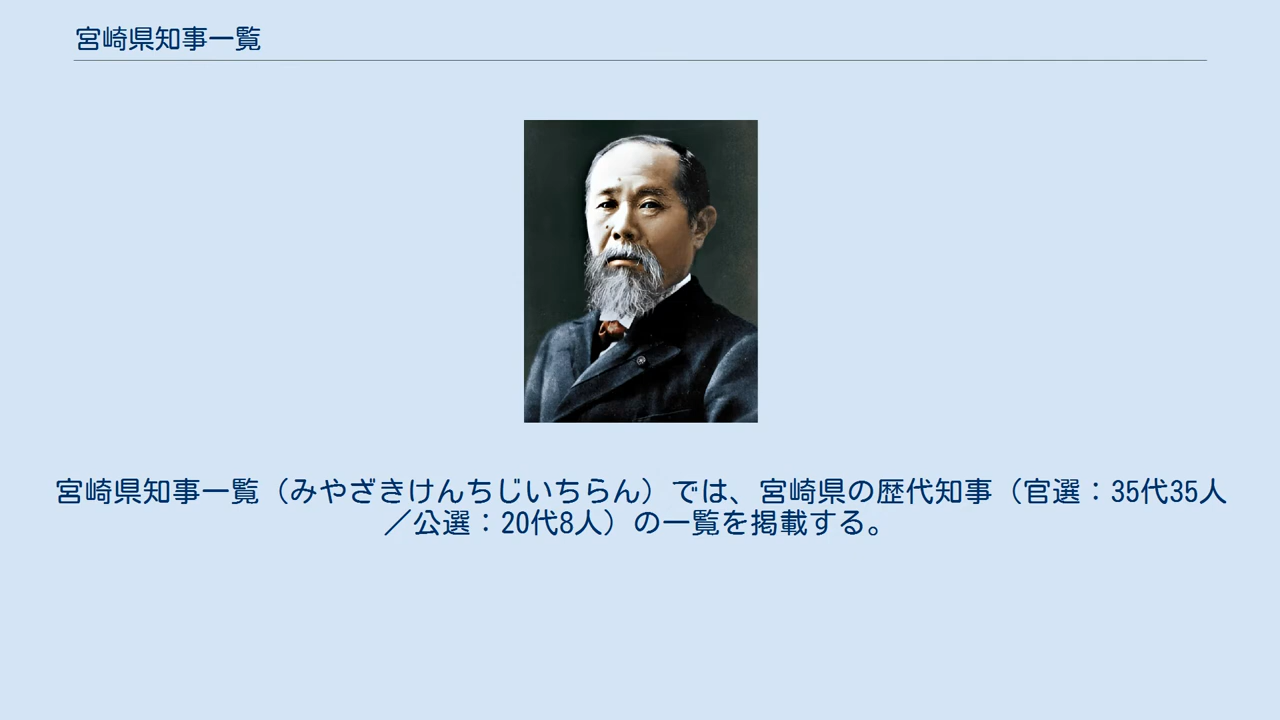 宮崎県知事一覧
宮崎県知事一覧（みやざきけんちじいちらん）では、宮崎県の歴代知事（官選：35代35人
／公選：20代8人）の一覧を掲載する。